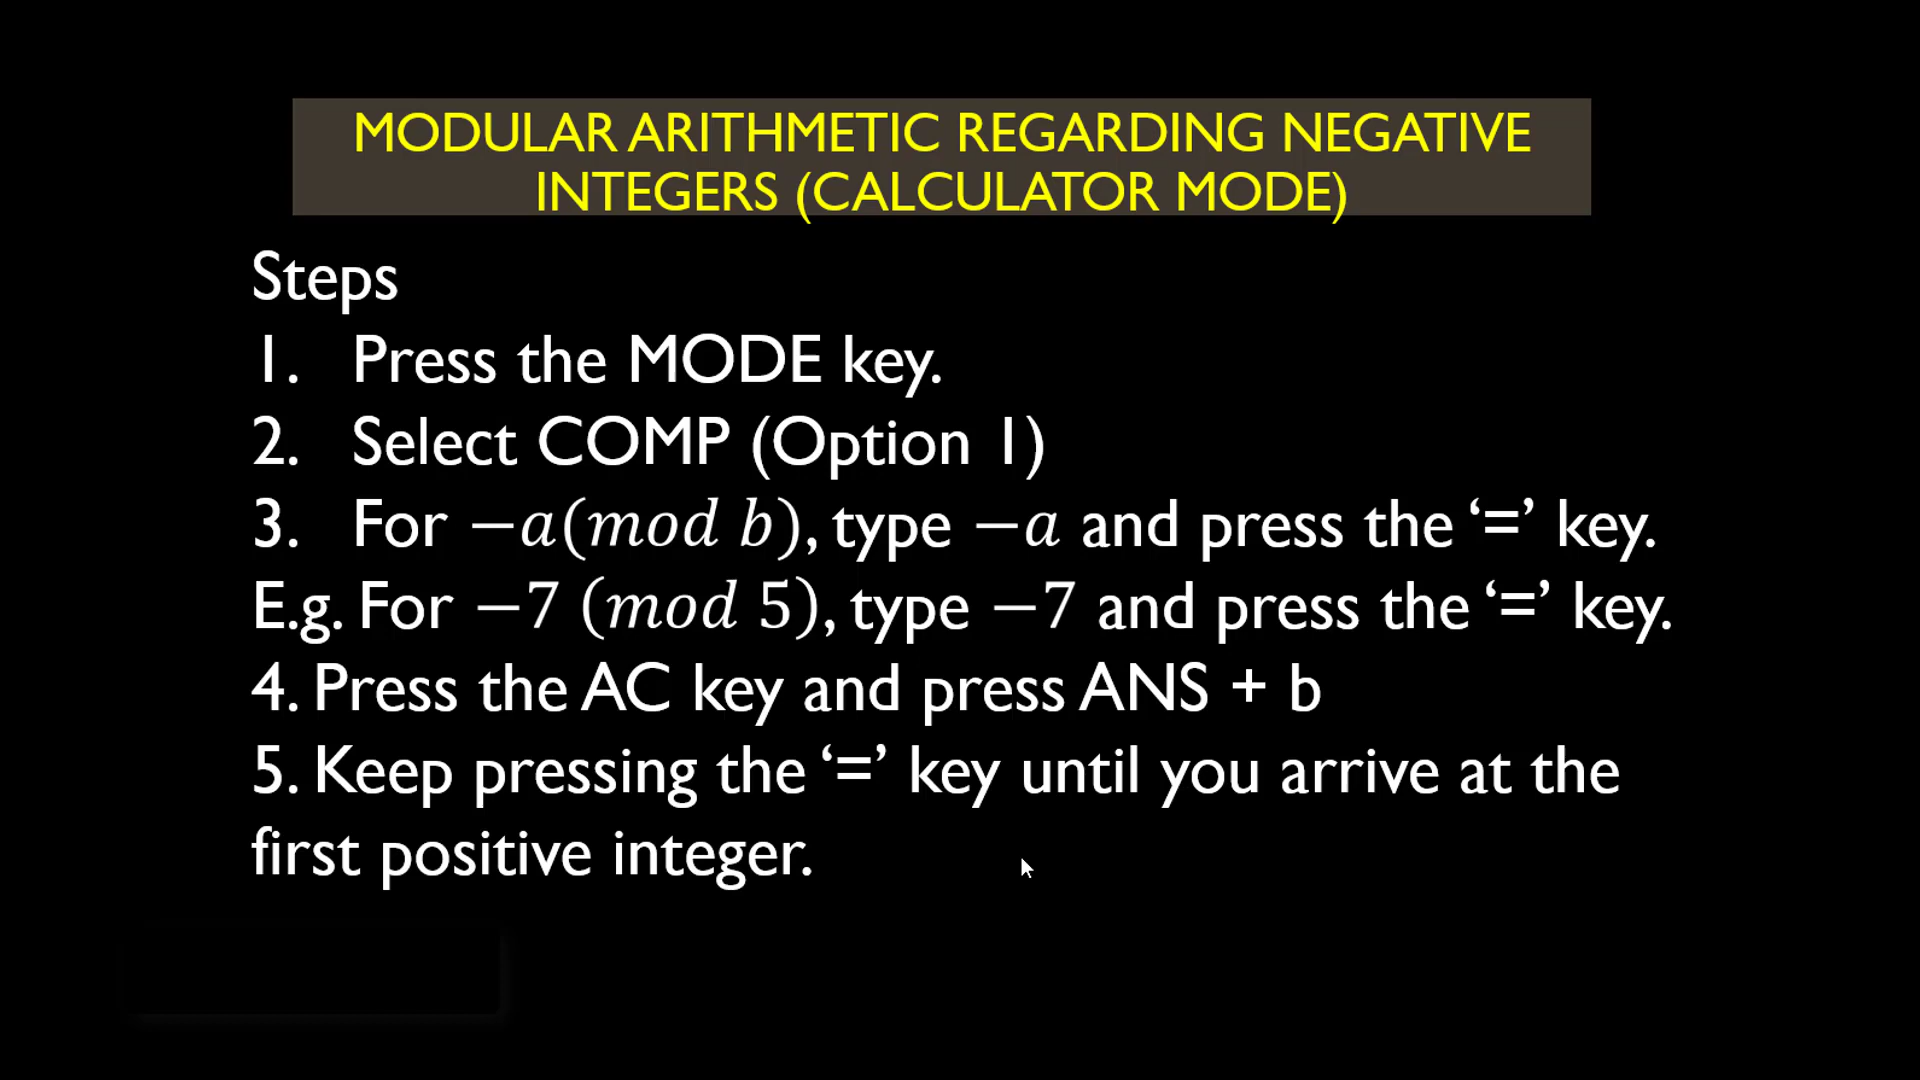 MODULAR ARITHMETIC REGARDING NEGATIVE
INTEGERS (CALCULATOR MODE)
Steps
1. Press the MODE key.
2. Select COMP (Option 1)
3. For −a(mod b), type −a and press the ‘=’ key.
E.g. For −7 (mod 5), type −7 and press the ‘=’ key.
4. Press the AC key and press ANS + b
5. Keep pressing the ‘=’ key until you arrive at the
first positive integer.